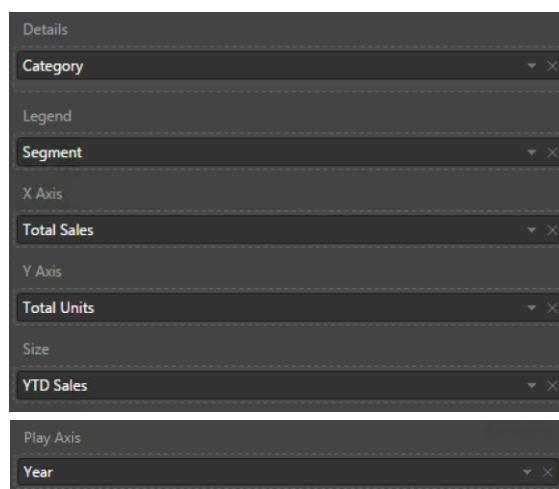 Details
Category
Legend
Segment
X Axis
Total Sales
Y Axis
Total Units
Size
YTD Sales
Play Axis
Year